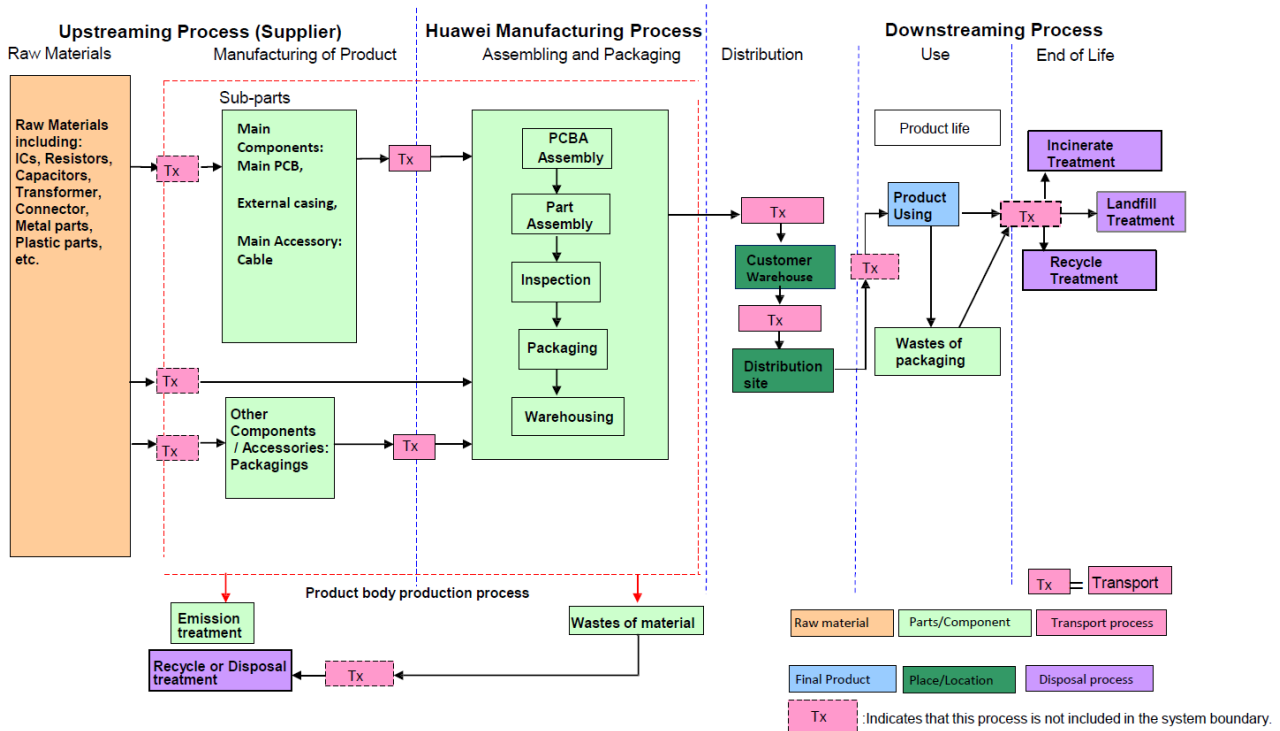 Upstreaming Process (Supplier)
Huawei Manufacturing Process
Downstreaming Process
Raw Materials
Manufacturing of Product
Assembling and Packaging
Distribution
Use
End of Life
Raw Materials
including:
ICs, Resistors,
Capacitors,
Transformer,
Connector,
Metal parts,
Plastic parts,
etc.
Tx
Tx
Tx
Sub-parts
Main
Components:
Main PCB,
External casing,
Main Accessory:
Cable
Other
Components
/ Accessories:
Packagings
Tx
Tx
PCBA
Assembly
Part
Assembly
Inspection
Packaging
Warehousing
Tx
Customer
Warehouse
Tx
Distribution
site
Tx
Product life
Product
Using
Wastes of
packaging
Tx
Incinerate
Treatment
Landfill
Treatment
Recycle
Treatment
Product body production process
Emission
treatment
Wastes of material
Recycle or Disposal
treatment
Tx
Tx = Transport
Raw material
Parts/Component
Transport process
Final Product
Place/Location
Disposal process
Tx :Indicates that this process is not included in the system boundary.